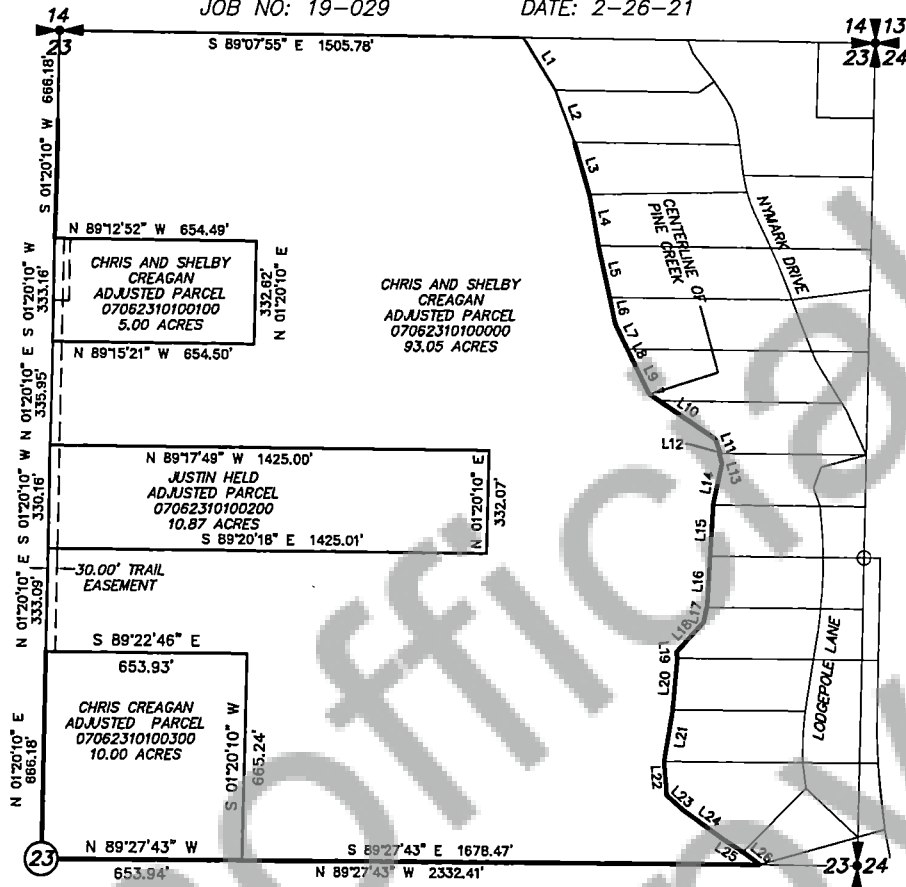 JOB NO: 19-029 DATE: 2-26-21
14
23
14 13
23 24
S 89°07'55" E 1505.78'
S 01°20'10" W 666.18'
L1
L2
L3
L4
L5
L6
L7
L8
L9
L10
L11
L12
L13
L14
L15
L16
L17
L18
L19
L20
L21
L22
L23
L24
L25
L26
CENTERLINE OF
PINE CREEK
NYMARK DRIVE
LODGEPOLE LANE
N 89°12'52" W 654.49'
CHRIS AND SHELBY
CREAGAN
ADJUSTED PARCEL
07062310100100
5.00 ACRES
332.62'
N 01°20'10" E
S 01°20'10" W
333.16'
N 89°15'21" W 654.50'
CHRIS AND SHELBY
CREAGAN
ADJUSTED PARCEL
07062310100000
93.05 ACRES
N 01°20'10" E
335.95'
N 89°17'49" W 1425.00'
JUSTIN HELD
ADJUSTED PARCEL
07062310100200
10.87 ACRES
S 89°20'18" E 1425.01'
N 01°20'10" E
332.07'
S 01°20'10" W
330.16'
30.00' TRAIL
EASEMENT
N 01°20'10" E
333.09'
S 89°22'46" E
653.93'
CHRIS CREAGAN
ADJUSTED PARCEL
07062310100300
10.00 ACRES
S 01°20'10" W
665.24'
N 01°20'10" E
666.18'
23
N 89°27'43" W
653.94'
S 89°27'43" E 1678.47'
N 89°27'43" W 2332.41'
23 24